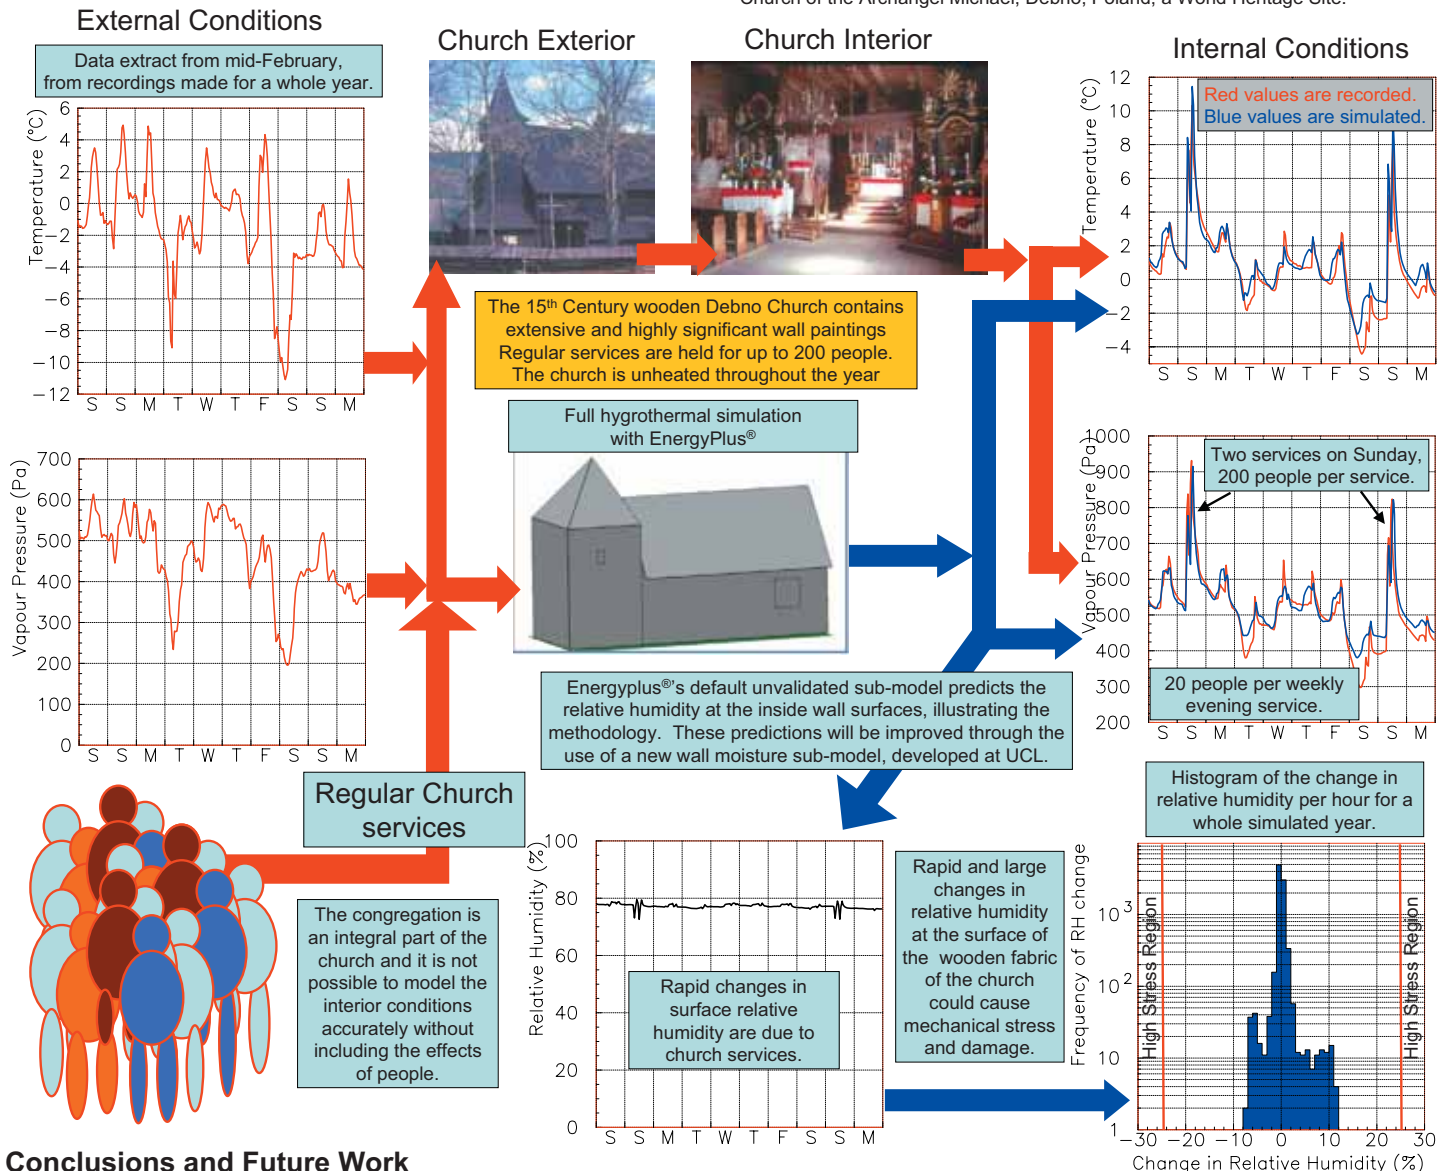 Church of the Archangel Michael, Debno, Poland, a World Heritage Site.
External Conditions
Church Exterior
Church Interior
Internal Conditions
Data extract from mid-February,
from recordings made for a whole year.
Temperature (°C)
6
4
2
0
−2
−4
−6
−8
−10
−12
S S M T W T F S S M
Red values are recorded.
Blue values are simulated.
Temperature (°C)
12
10
8
6
4
2
0
−2
−4
S S M T W T F S S M
The 15th Century wooden Debno Church contains
extensive and highly significant wall paintings
Regular services are held for up to 200 people.
The church is unheated throughout the year
Full hygrothermal simulation
with EnergyPlus®
Vapour Pressure (Pa)
700
600
500
400
300
200
100
0
S S M T W T F S S M
Vapour Pressure (Pa)
1000
900
800
700
600
500
400
300
200
S S M T W T F S S M
Two services on Sunday,
200 people per service.
20 people per weekly
evening service.
Energyplus®'s default unvalidated sub-model predicts the
relative humidity at the inside wall surfaces, illustrating the
methodology. These predictions will be improved through the
use of a new wall moisture sub-model, developed at UCL.
Regular Church
services
The congregation is
an integral part of the
church and it is not
possible to model the
interior conditions
accurately without
including the effects
of people.
Relative Humidity (%)
100
80
60
40
20
0
S S M T W T F S S M
Rapid changes in
surface relative
humidity are due to
church services.
Rapid and large
changes in
relative humidity
at the surface of
the wooden fabric
of the church
could cause
mechanical stress
and damage.
Histogram of the change in
relative humidity per hour for a
whole simulated year.
Frequency of RH change
10³
10²
10
1
High Stress Region
High Stress Region
−30 −20 −10 0 10 20 30
Change in Relative Humidity (%)
Conclusions and Future Work